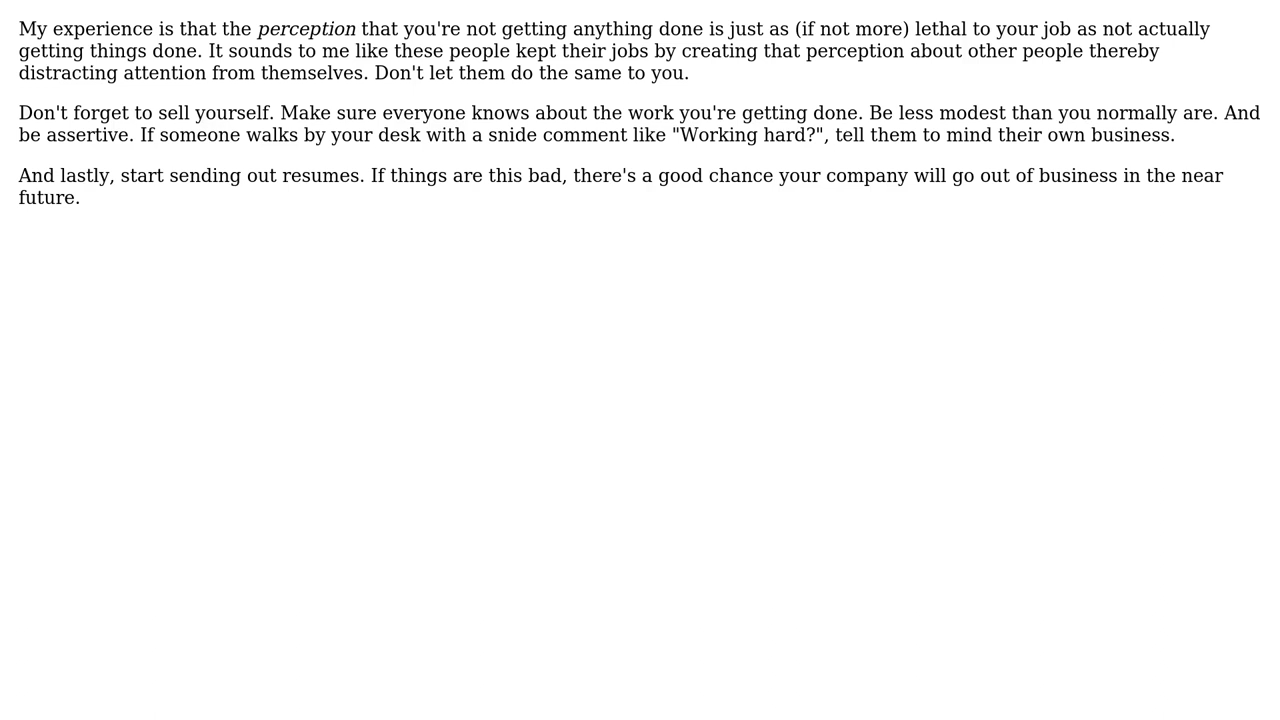 My experience is that the perception that you're not getting anything done is just as (if not more) lethal to your job as not actually
getting things done. It sounds to me like these people kept their jobs by creating that perception about other people thereby
distracting attention from themselves. Don't let them do the same to you.
Don't forget to sell yourself. Make sure everyone knows about the work you're getting done. Be less modest than you normally are. And
be assertive. If someone walks by your desk with a snide comment like "Working hard?", tell them to mind their own business.
And lastly, start sending out resumes. If things are this bad, there's a good chance your company will go out of business in the near
future.